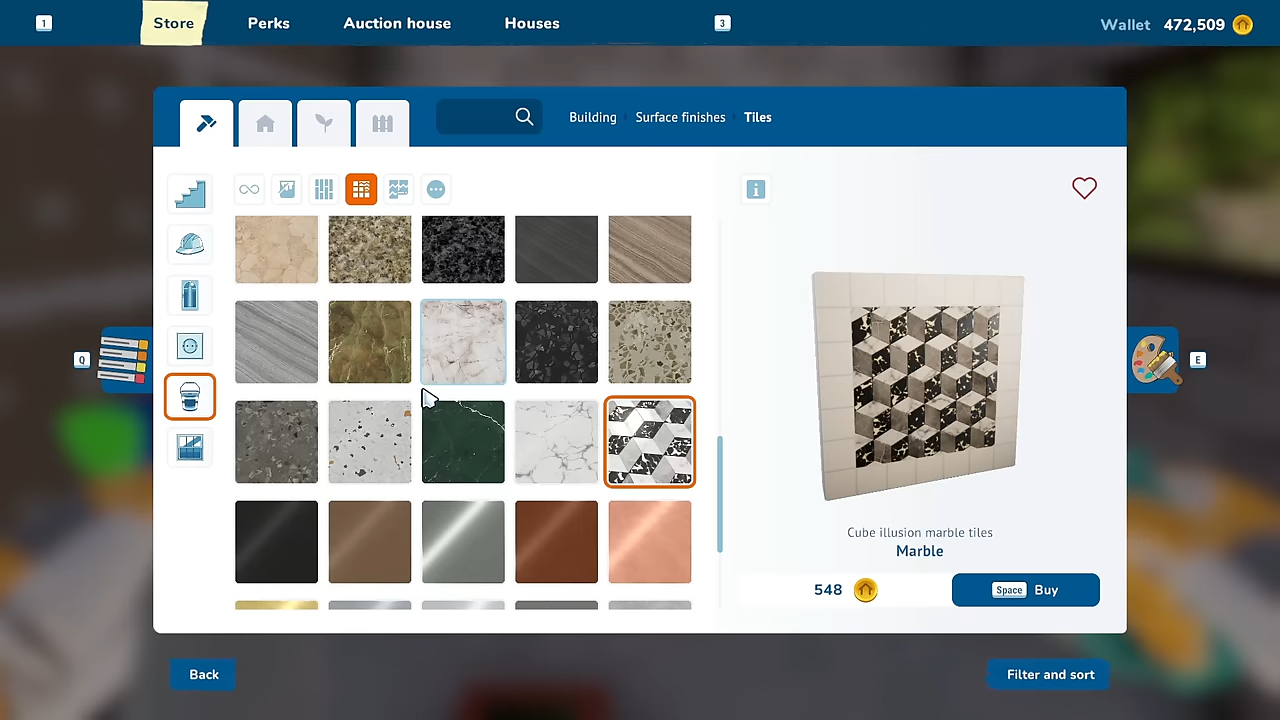 1
Store
Perks
Auction house
Houses
3
Wallet 472,509
Building
Surface finishes
Tiles
Q
E
Cube illusion marble tiles
Marble
548
Space Buy
Back
Filter and sort